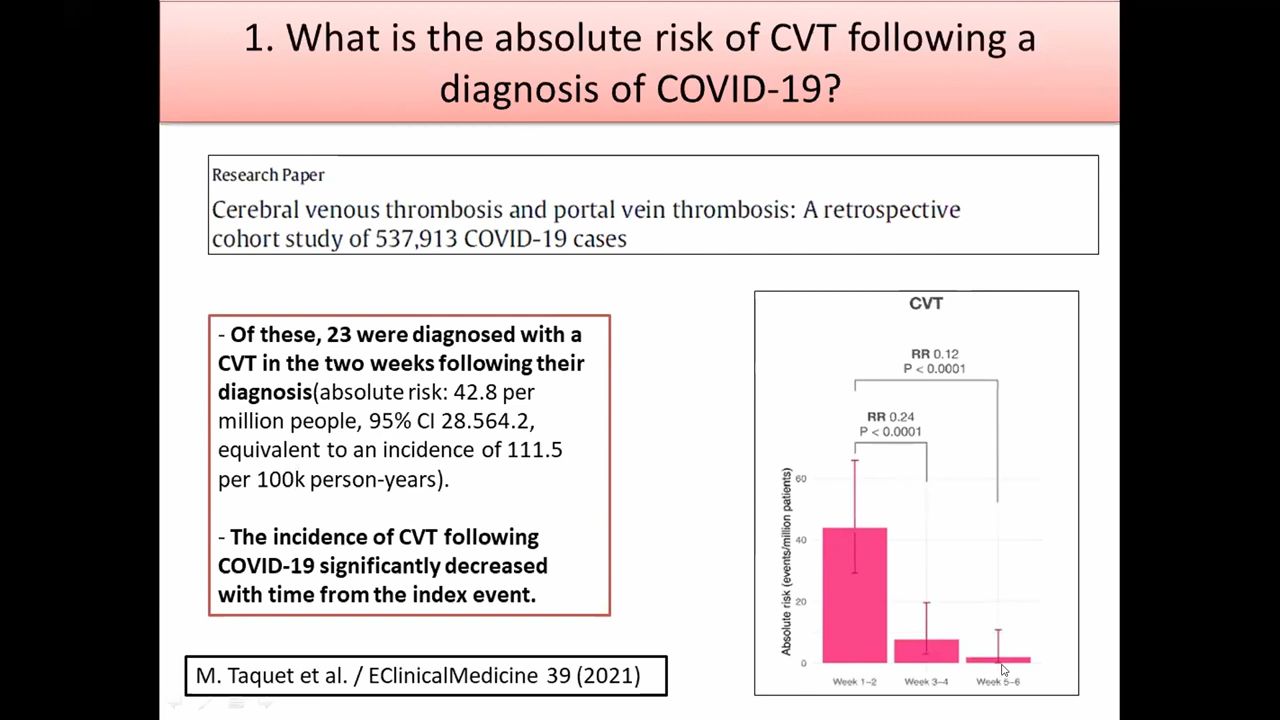 1. What is the absolute risk of CVT following a
diagnosis of COVID-19?
Research Paper
Cerebral venous thrombosis and portal vein thrombosis: A retrospective
cohort study of 537,913 COVID-19 cases
- Of these, 23 were diagnosed with a
CVT in the two weeks following their
diagnosis(absolute risk: 42.8 per
million people, 95% CI 28.564.2,
equivalent to an incidence of 111.5
per 100k person-years).
- The incidence of CVT following
COVID-19 significantly decreased
with time from the index event.
M. Taquet et al. / EClinicalMedicine 39 (2021)
CVT
RR 0.12
P < 0.0001
RR 0.24
P < 0.0001
Absolute risk (events/million patients)
60
40
20
0
Week 1–2 Week 3–4 Week 5–6